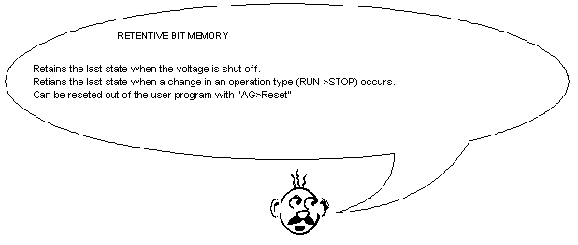 RETENTIVE BIT MEMORY
Retains the last state when the voltage is shut off.
Retians the last state when a change in an operation type (RUN >STOP) occurs.
Can be reseted out of the user program with "AG>Reset"